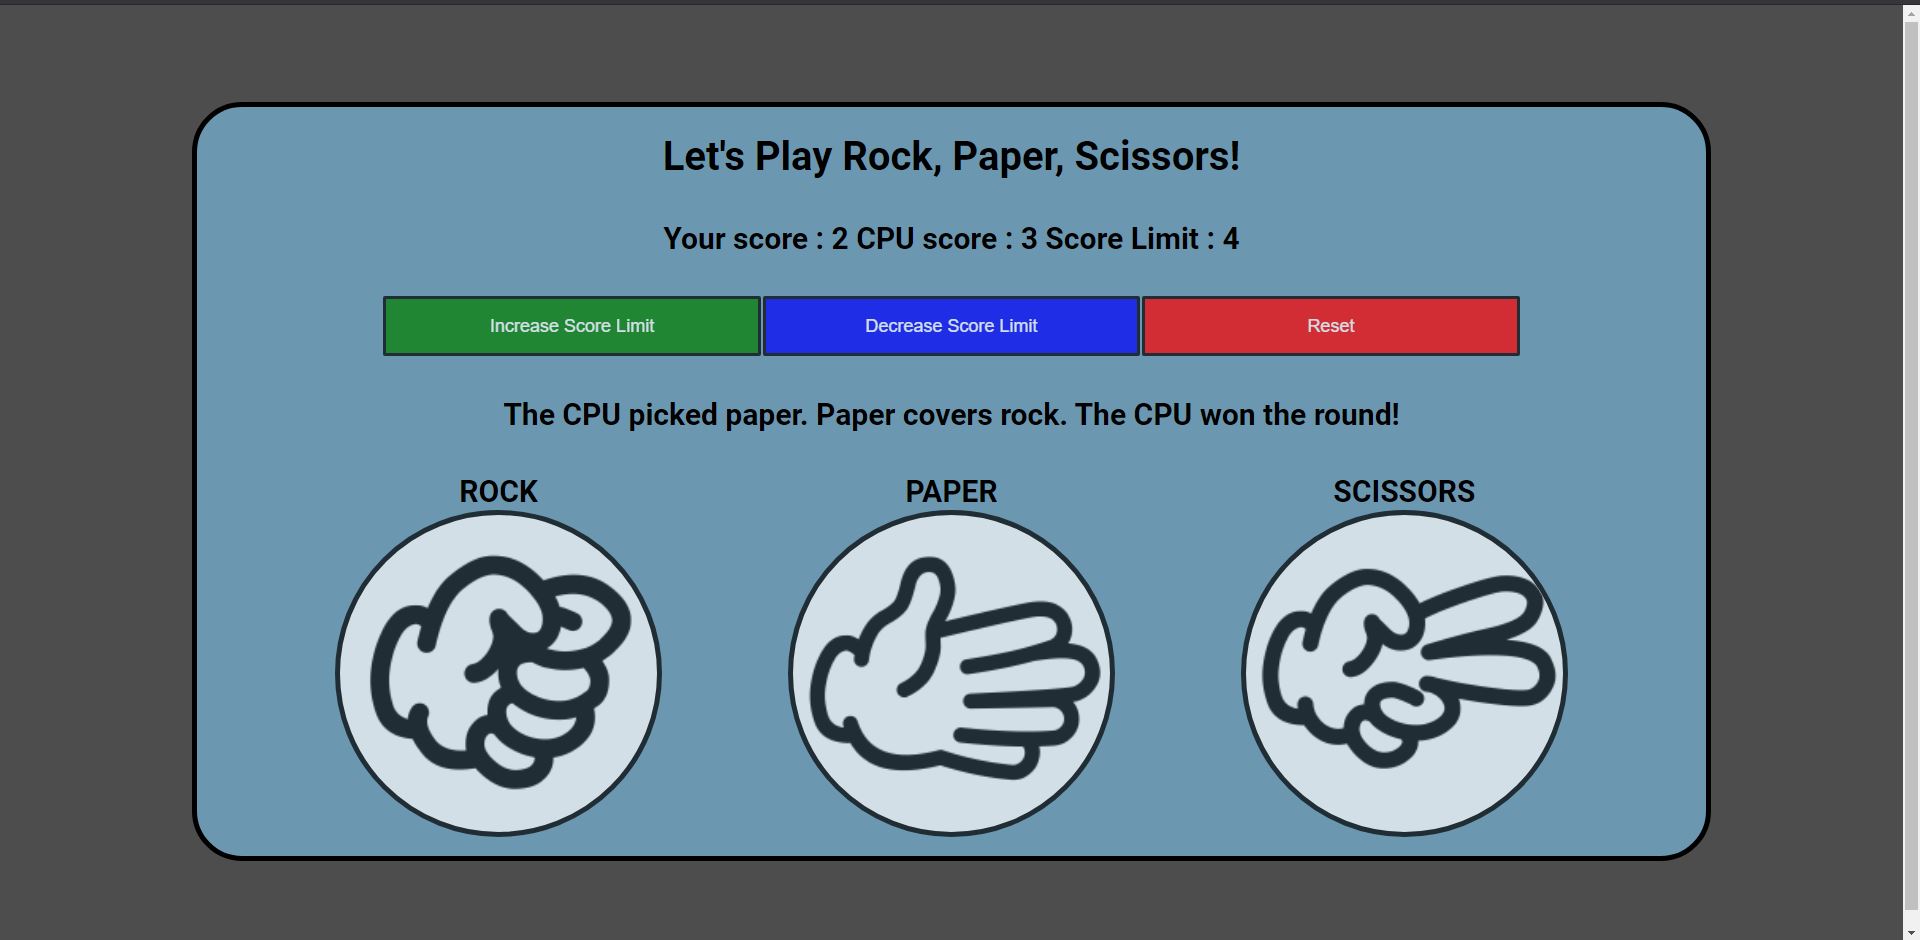 Let's Play Rock, Paper, Scissors!
Your score : 2 CPU score : 3 Score Limit : 4
Increase Score Limit
Decrease Score Limit
Reset
The CPU picked paper. Paper covers rock. The CPU won the round!
ROCK
PAPER
SCISSORS